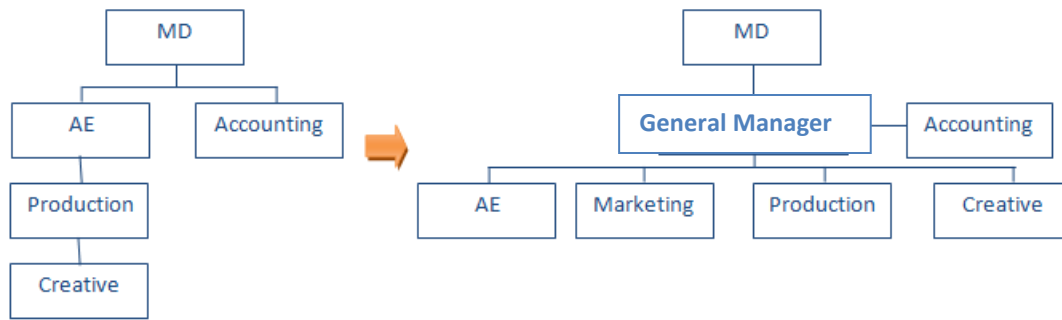 MD
AE
Accounting
Production
Creative
MD
General Manager
Accounting
AE
Marketing
Production
Creative